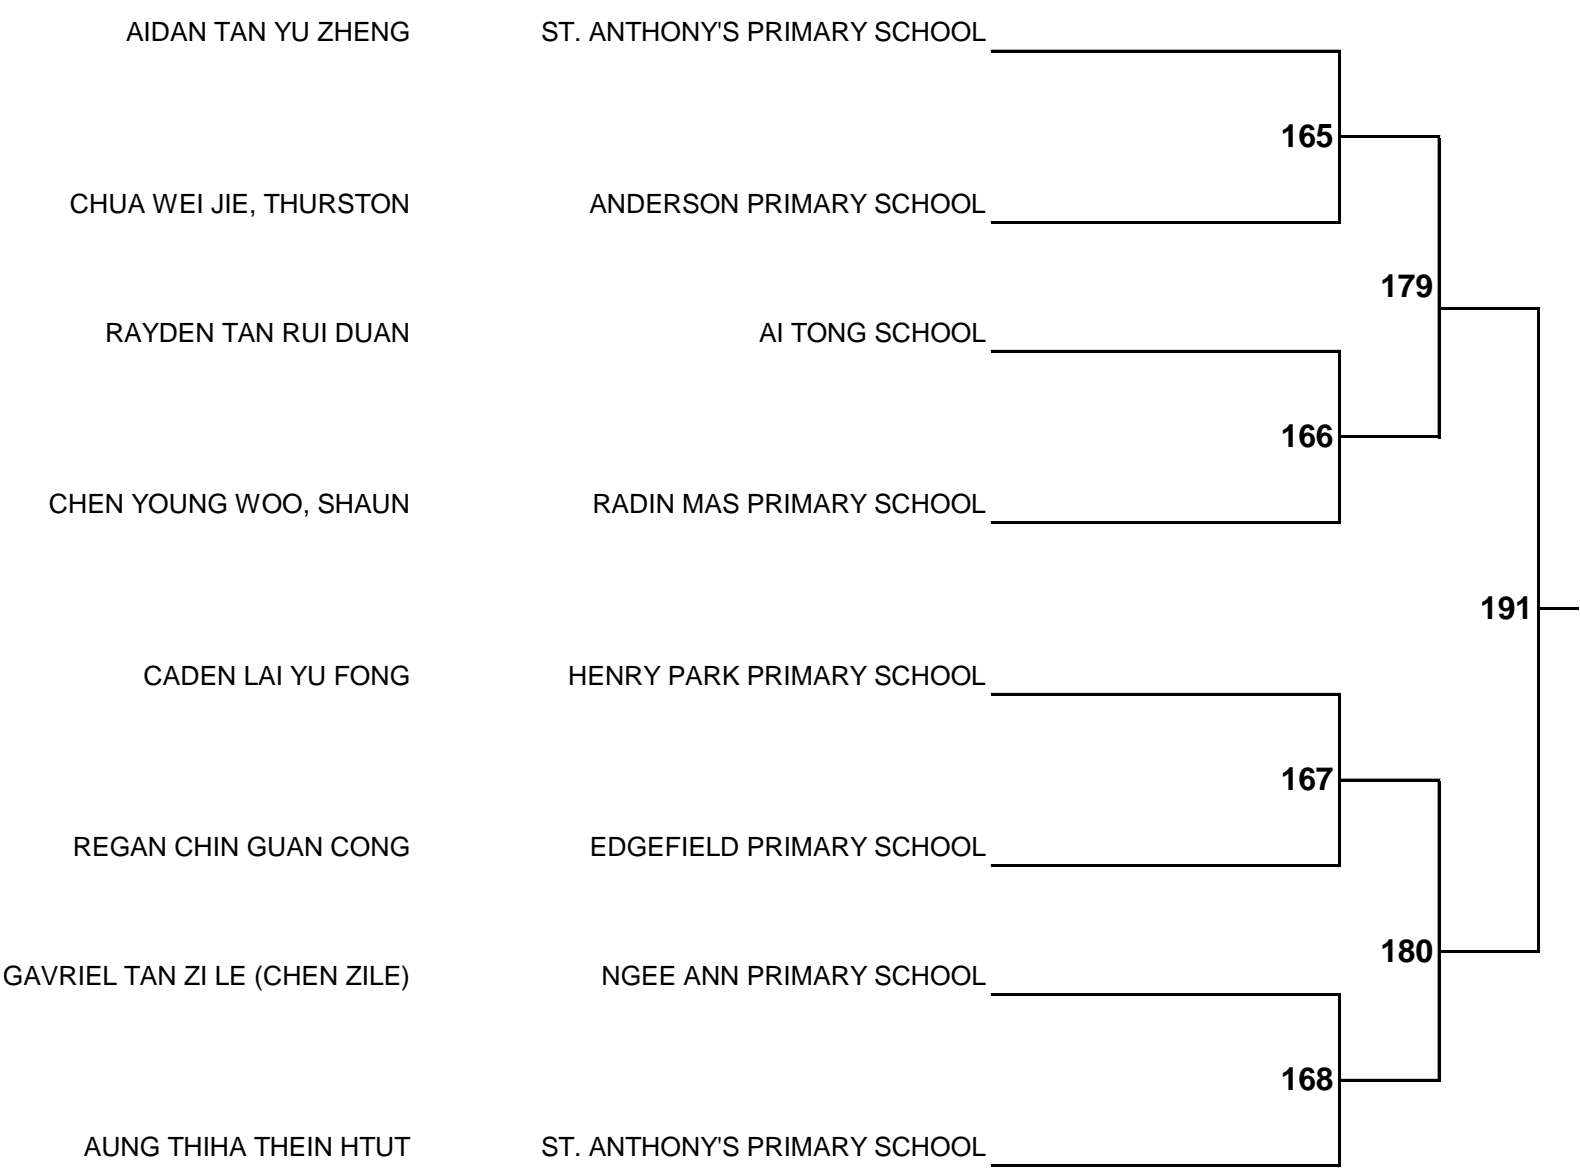 AIDAN TAN YU ZHENG ST. ANTHONY'S PRIMARY SCHOOL
165
CHUA WEI JIE, THURSTON ANDERSON PRIMARY SCHOOL
179
RAYDEN TAN RUI DUAN AI TONG SCHOOL
166
CHEN YOUNG WOO, SHAUN RADIN MAS PRIMARY SCHOOL
191
CADEN LAI YU FONG HENRY PARK PRIMARY SCHOOL
167
REGAN CHIN GUAN CONG EDGEFIELD PRIMARY SCHOOL
180
GAVRIEL TAN ZI LE (CHEN ZILE) NGEE ANN PRIMARY SCHOOL
168
AUNG THIHA THEIN HTUT ST. ANTHONY'S PRIMARY SCHOOL